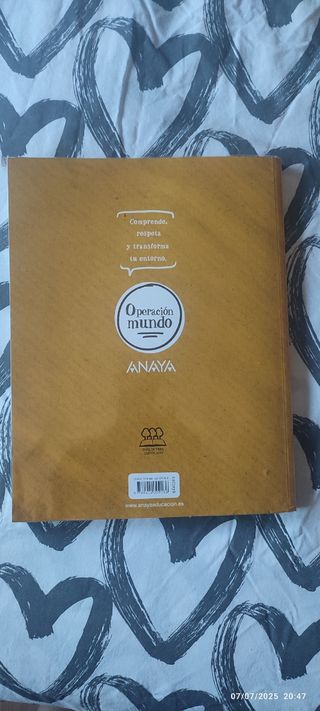 Comprende,
respeta
y transforma
tu entorno.
Operación
mundo
ANAYA
www.anayaeducacion.es
07/07/2025 20:47